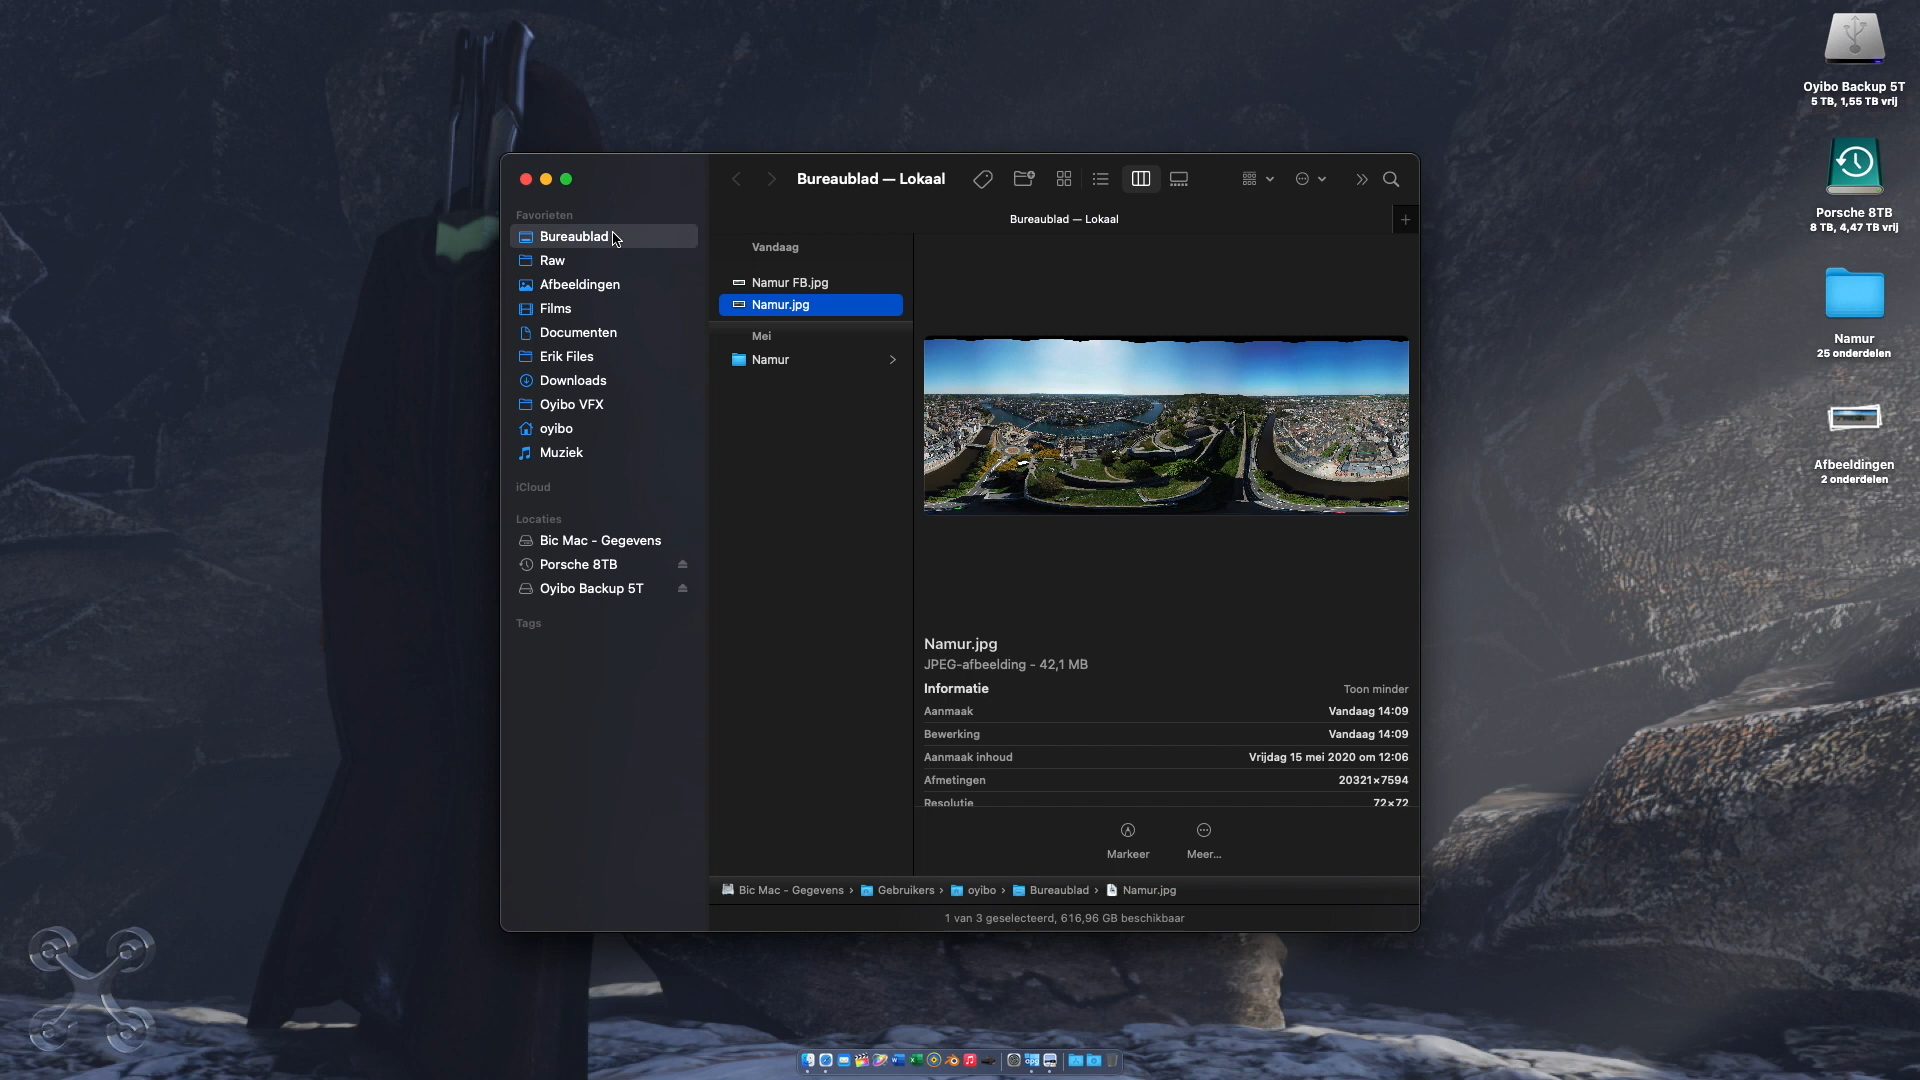 Oyibo Backup 5T
5 TB, 1,55 TB vrij
Porsche 8TB
8 TB, 4,47 TB vrij
Namur
25 onderdelen
Afbeeldingen
2 onderdelen
Bureaublad — Lokaal
Bureaublad — Lokaal
Favorieten
Bureaublad
Raw
Afbeeldingen
Films
Documenten
Erik Files
Downloads
Oyibo VFX
oyibo
Muziek
iCloud
Locaties
Bic Mac - Gegevens
Porsche 8TB
Oyibo Backup 5T
Tags
Vandaag
Namur FB.jpg
Namur.jpg
Mei
Namur
Namur.jpg
JPEG-afbeelding - 42,1 MB
Informatie Toon minder
Aanmaak Vandaag 14:09
Bewerking Vandaag 14:09
Aanmaak inhoud Vrijdag 15 mei 2020 om 12:06
Afmetingen 20321×7594
Resolutie 72×72
Markeer Meer...
Bic Mac - Gegevens › Gebruikers › oyibo › Bureaublad › Namur.jpg
1 van 3 geselecteerd, 616,96 GB beschikbaar